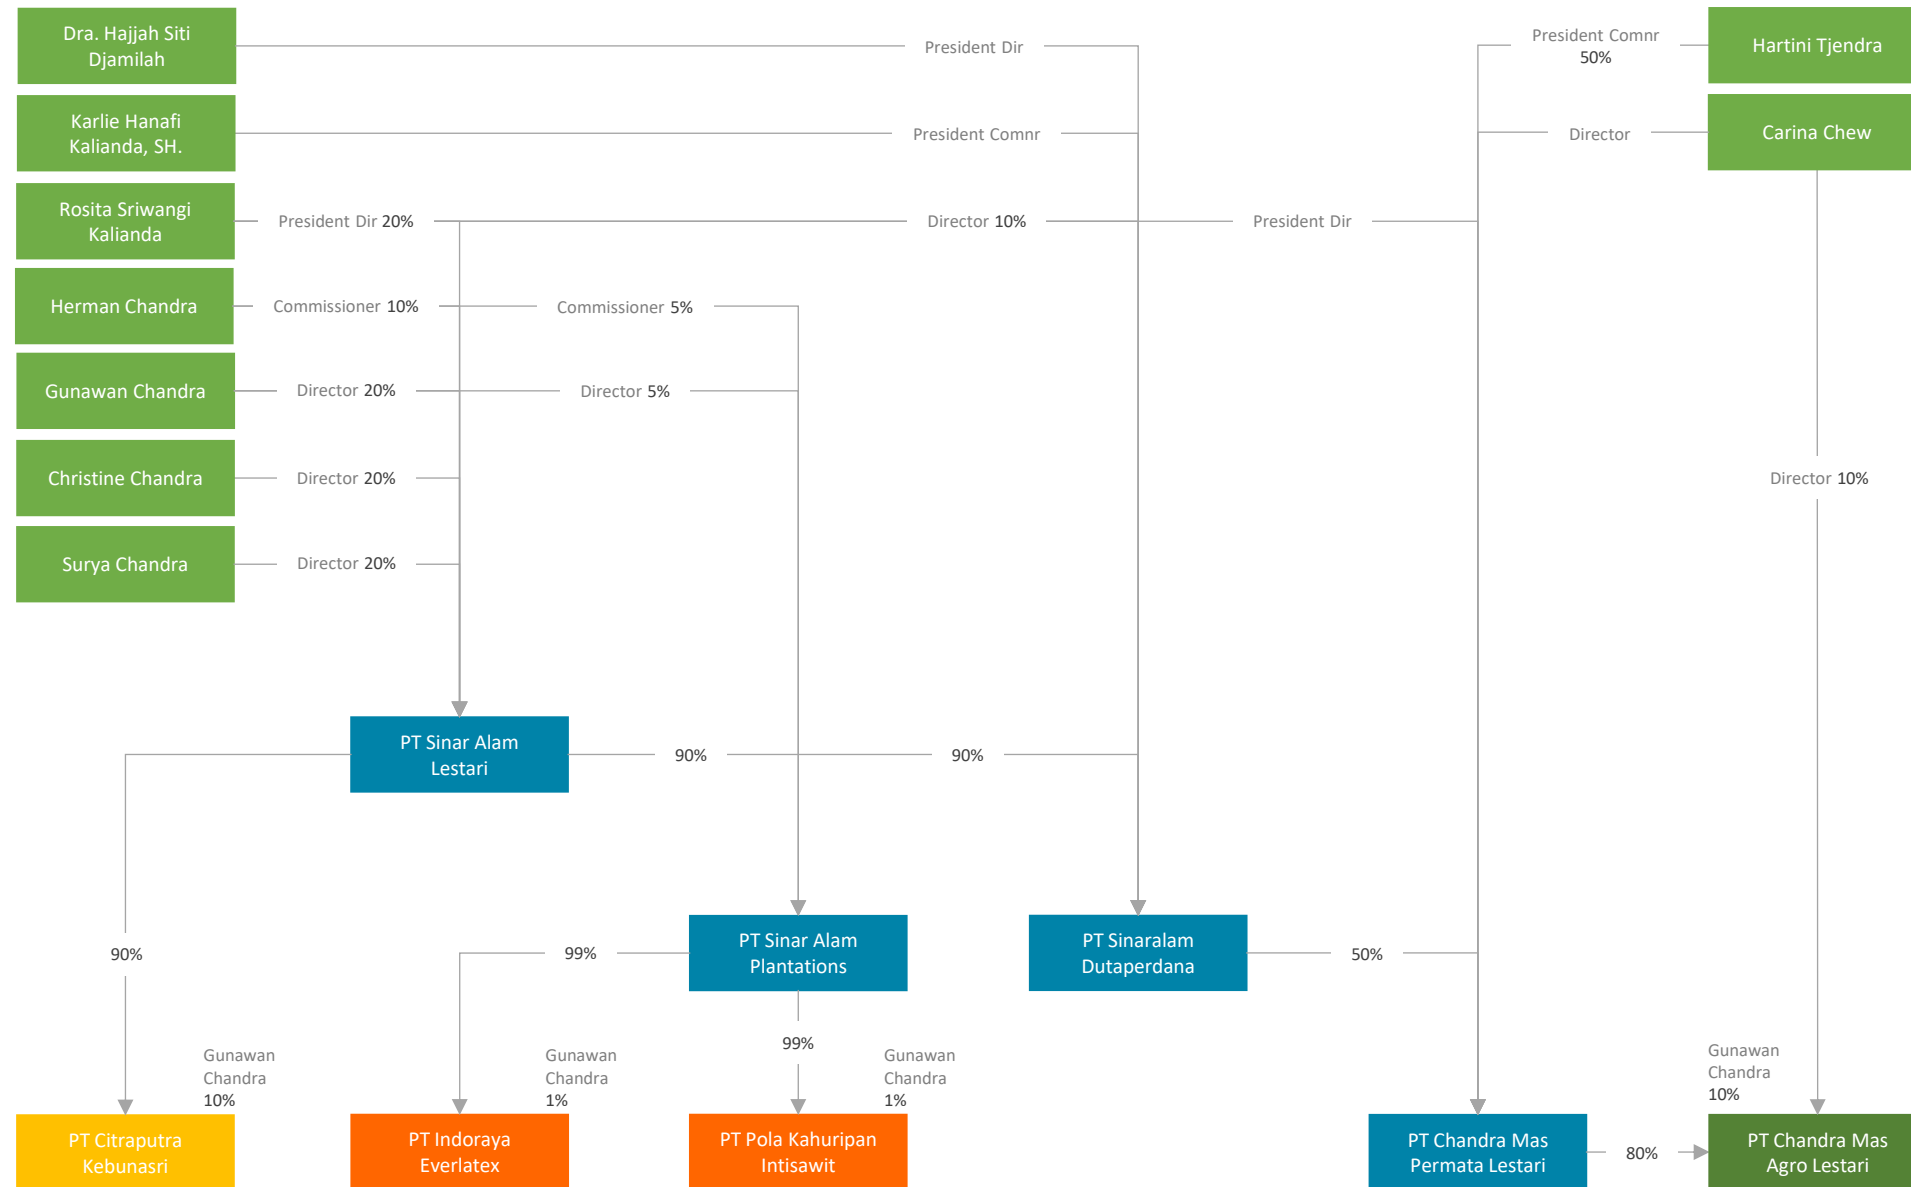 Dra. Hajjah Siti
Djamilah
President Dir
President Comnr
50%
Hartini Tjendra
Karlie Hanafi
Kalianda, SH.
President Comnr
Director
Carina Chew
Rosita Sriwangi
Kalianda
President Dir 20%
Director 10%
President Dir
Herman Chandra
Commissioner 10%
Commissioner 5%
Gunawan Chandra
Director 20%
Director 5%
Christine Chandra
Director 20%
Director 10%
Surya Chandra
Director 20%
PT Sinar Alam
Lestari
90%
90%
90%
99%
PT Sinar Alam
Plantations
PT Sinaralam
Dutaperdana
50%
99%
Gunawan
Chandra
10%
Gunawan
Chandra
1%
Gunawan
Chandra
1%
Gunawan
Chandra
10%
PT Citraputra
Kebunasri
PT Indoraya
Everlatex
PT Pola Kahuripan
Intisawit
PT Chandra Mas
Permata Lestari
80%
PT Chandra Mas
Agro Lestari